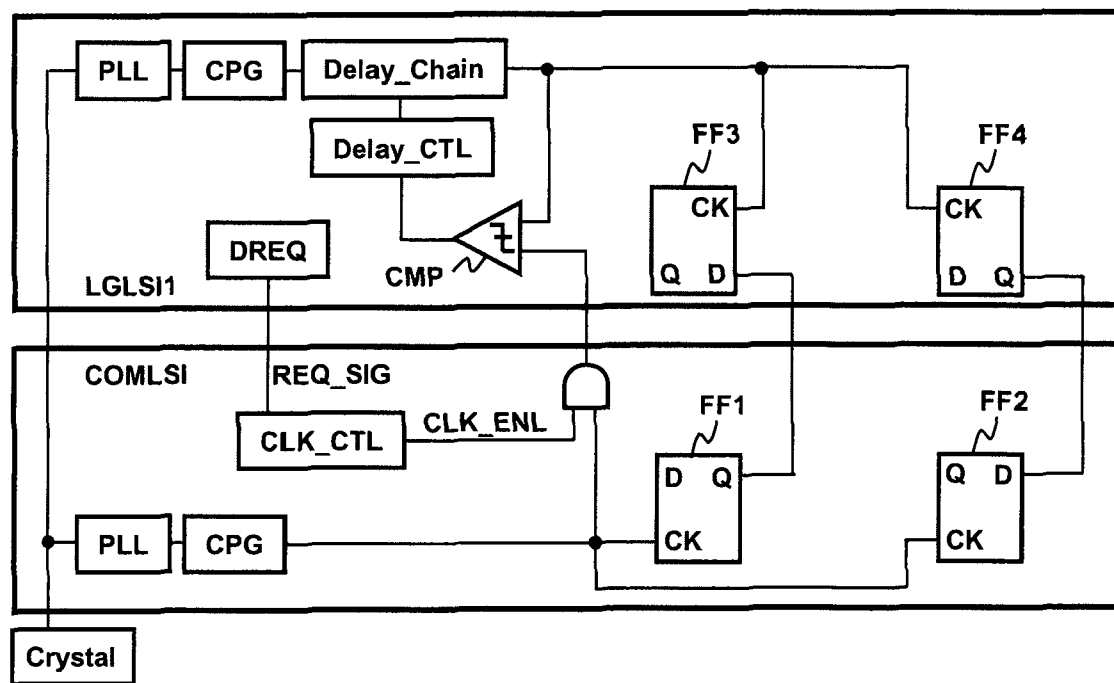 PLL
CPG
Delay_Chain
Delay_CTL
FF3
FF4
CK
CK
DREQ
CMP
Q D
D Q
LGLSI1
COMLSI
REQ_SIG
CLK_CTL
CLK_ENL
FF1
FF2
D Q
Q D
PLL
CPG
CK
CK
Crystal